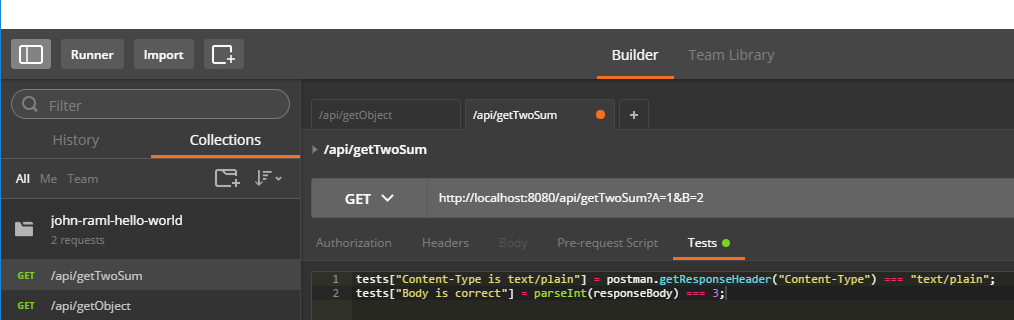 Runner Import Builder Team Library
Filter
/api/getObject /api/getTwoSum +
History Collections
/api/getTwoSum
All Me Team
GET http://localhost:8080/api/getTwoSum?A=1&B=2
john-raml-hello-world
2 requests
Authorization Headers Body Pre-request Script Tests
GET /api/getTwoSum
GET /api/getObject
1 tests["Content-Type is text/plain"] = postman.getResponseHeader("Content-Type") === "text/plain";
2 tests["Body is correct"] = parseInt(responseBody) === 3;